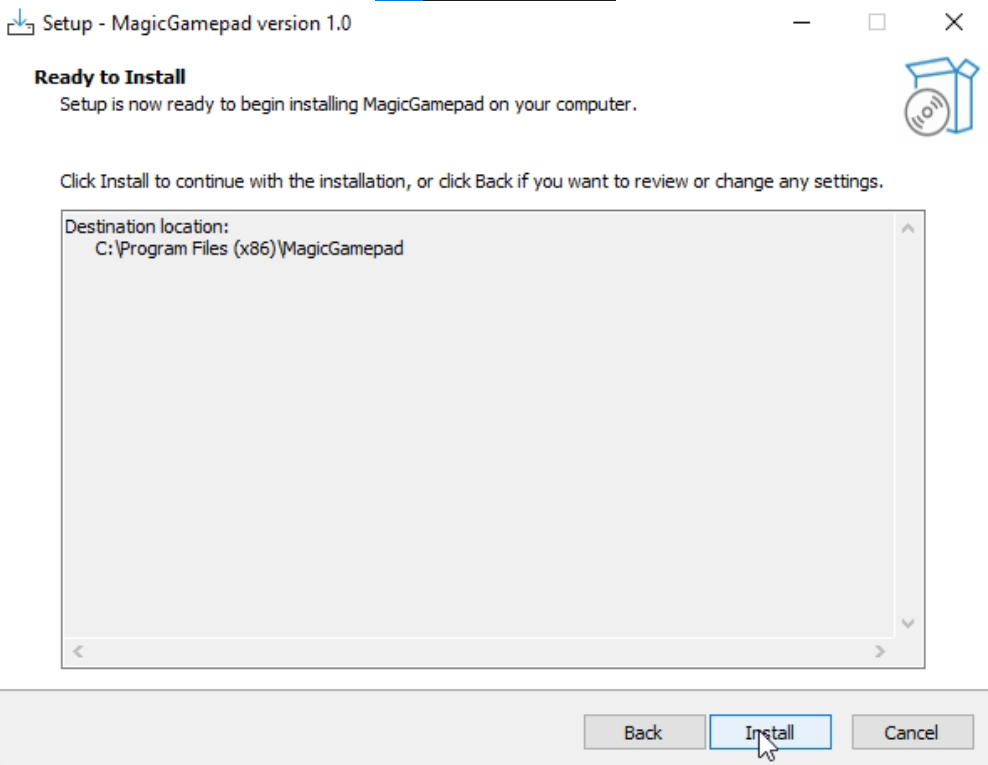 Setup - MagicGamepad version 1.0
Ready to Install
Setup is now ready to begin installing MagicGamepad on your computer.
Click Install to continue with the installation, or click Back if you want to review or change any settings.
Destination location:
C:\Program Files (x86)\MagicGamepad
Back Install Cancel